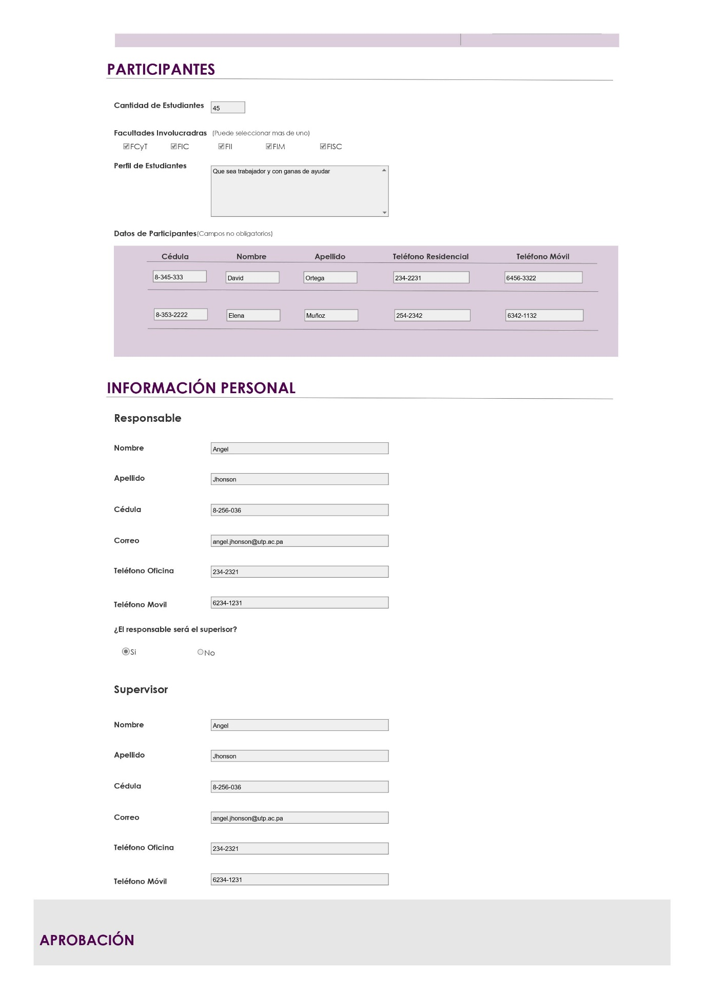 PARTICIPANTES
Cantidad de Estudiantes 45
Facultades Involucradras (Puede seleccionar mas de uno)
FCyT FIC FII FIM FISC
Perfil de Estudiantes Que sea trabajador y con ganas de ayudar
Datos de Participantes(Campos no obligatorios)
Cédula Nombre Apellido Teléfono Residencial Teléfono Móvil
8-345-333 David Ortega 234-2231 6456-3322
8-353-2222 Elena Muñoz 254-2342 6342-1132
INFORMACIÓN PERSONAL
Responsable
Nombre Angel
Apellido Jhonson
Cédula 8-256-036
Correo angel.jhonson@utp.ac.pa
Teléfono Oficina 234-2321
Teléfono Movil 6234-1231
¿El responsable será el superisor?
Si No
Supervisor
Nombre Angel
Apellido Jhonson
Cédula 8-256-036
Correo angel.jhonson@utp.ac.pa
Teléfono Oficina 234-2321
Teléfono Móvil 6234-1231
APROBACIÓN